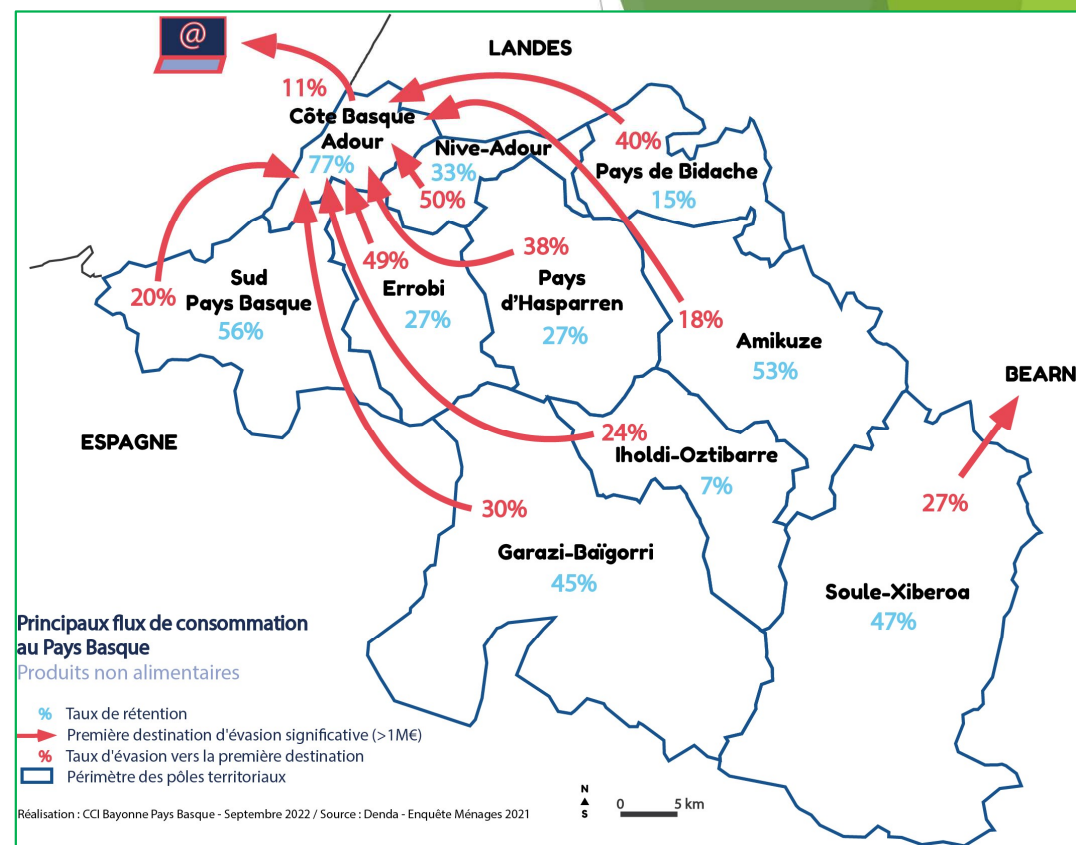 @
LANDES
11%
Côte Basque
Adour
77%
Nive-Adour
33%
50%
40%
Pays de Bidache
15%
20%
Sud
Pays Basque
56%
49%
Errobi
27%
38%
Pays
d'Hasparren
27%
18%
Amikuze
53%
BEARN
ESPAGNE
24%
Iholdi-Oztibarre
7%
27%
30%
Garazi-Baïgorri
45%
Soule-Xiberoa
47%
Principaux flux de consommation
au Pays Basque
Produits non alimentaires
% Taux de rétention
Première destination d'évasion significative (>1M€)
% Taux d'évasion vers la première destination
Périmètre des pôles territoriaux
Réalisation : CCI Bayonne Pays Basque - Septembre 2022 / Source : Denda - Enquête Ménages 2021
N
S
0 5 km